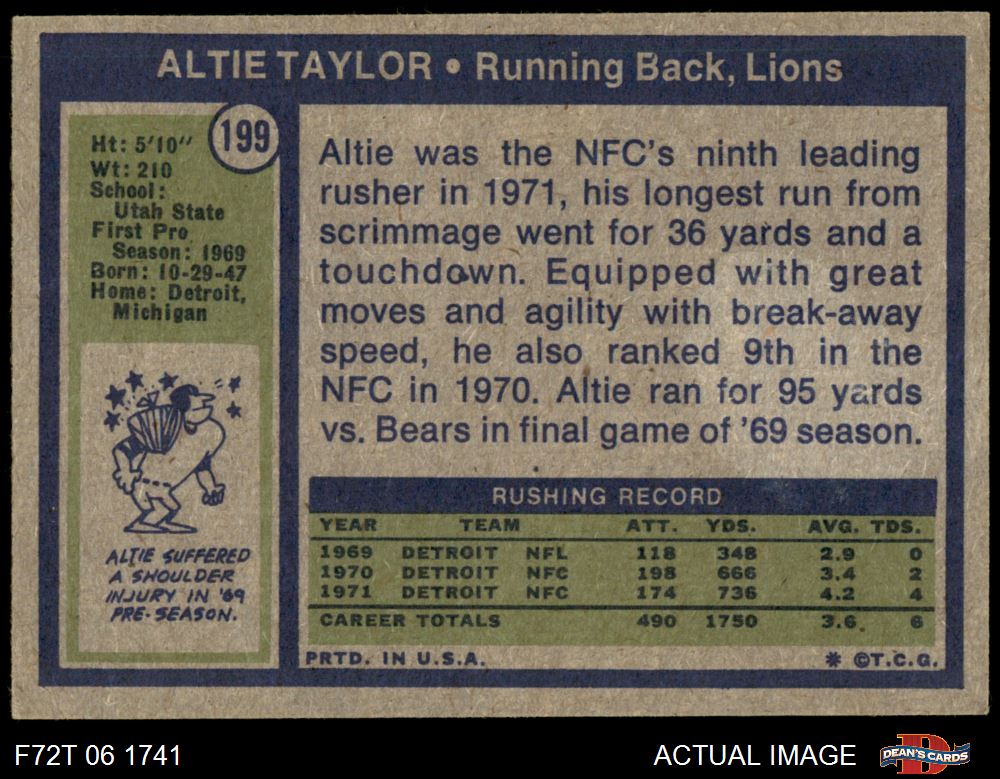 ALTIE TAYLOR • Running Back, Lions
199
Ht: 5'10"
Wt: 210
School:
Utah State
First Pro
Season: 1969
Born: 10-29-47
Home: Detroit,
Michigan
ALTIE SUFFERED
A SHOULDER
INJURY IN '69
PRE-SEASON.
Altie was the NFC's ninth leading
rusher in 1971, his longest run from
scrimmage went for 36 yards and a
touchdown. Equipped with great
moves and agility with break-away
speed, he also ranked 9th in the
NFC in 1970. Altie ran for 95 yards
vs. Bears in final game of '69 season.
RUSHING RECORD
YEAR TEAM ATT. YDS. AVG. TDS.
1969 DETROIT NFL 118 348 2.9 0
1970 DETROIT NFC 198 666 3.4 2
1971 DETROIT NFC 174 736 4.2 4
CAREER TOTALS 490 1750 3.6 6
PRTD. IN U.S.A. * ©T.C.G.
F72T 06 1741 ACTUAL IMAGE DEAN'S CARDS